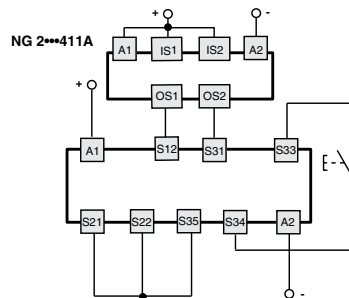 + -
NG 2•••411A A1 IS1 IS2 A2
+ OS1 OS2
A1 S12 S31 S33
S21 S22 S35 S34 A2
-